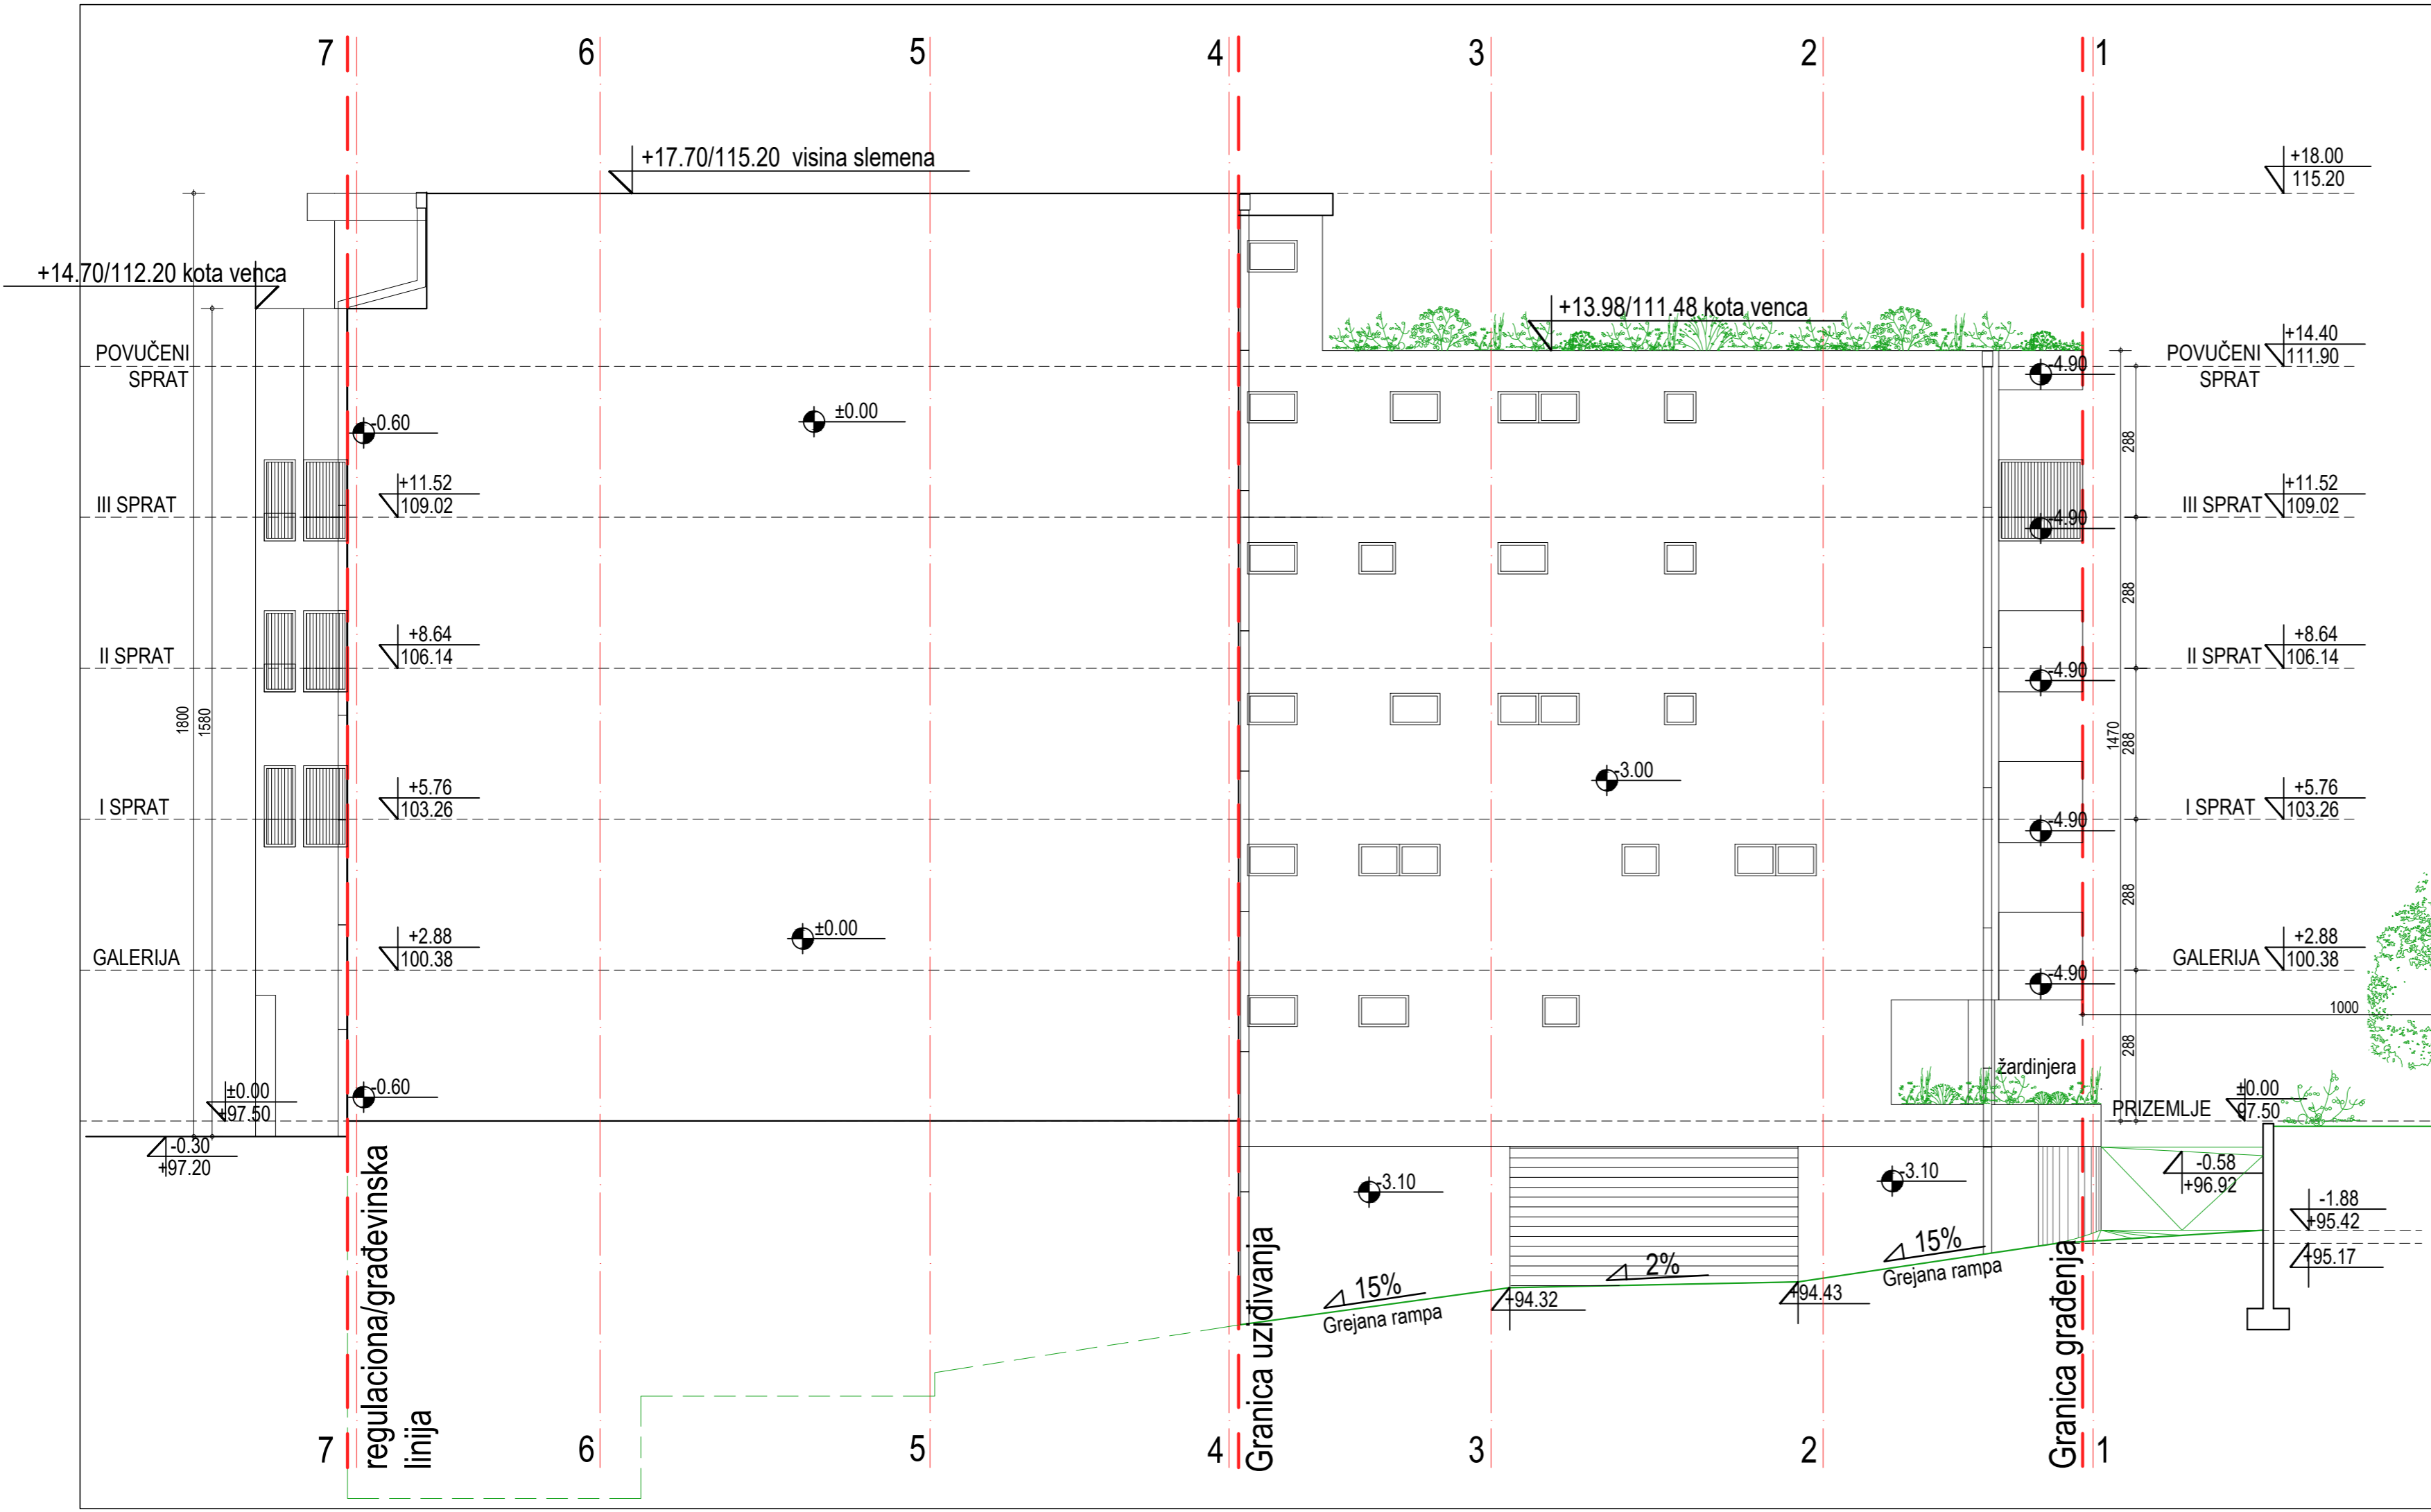 7 6 5 4 3 2 1
+17.70/115.20 visina slemena
+18.00
115.20
+14.70/112.20 kota venca
+13.98/111.48 kota venca
POVUČENI
SPRAT
+14.40
111.90
POVUČENI
SPRAT
-4.90
-0.60
±0.00
288
III SPRAT
+11.52
109.02
-4.90
III SPRAT
+11.52
109.02
288
II SPRAT
+8.64
106.14
-4.90
II SPRAT
+8.64
106.14
1800
1580
1470
288
-3.00
I SPRAT
+5.76
103.26
-4.90
I SPRAT
+5.76
103.26
288
±0.00
GALERIJA
+2.88
100.38
-4.90
GALERIJA
+2.88
100.38
1000
288
žardinjera
±0.00
+97.50
-0.60
PRIZEMLJE
±0.00
97.50
-0.30
+97.20
-3.10
-3.10
-0.58
+96.92
-1.88
+95.42
+95.17
15%
Grejana rampa
2%
15%
Grejana rampa
+94.32
+94.43
regulaciona/građevinska
linija
Granica uziđivanja
Granica građenja
7 6 5 4 3 2 1